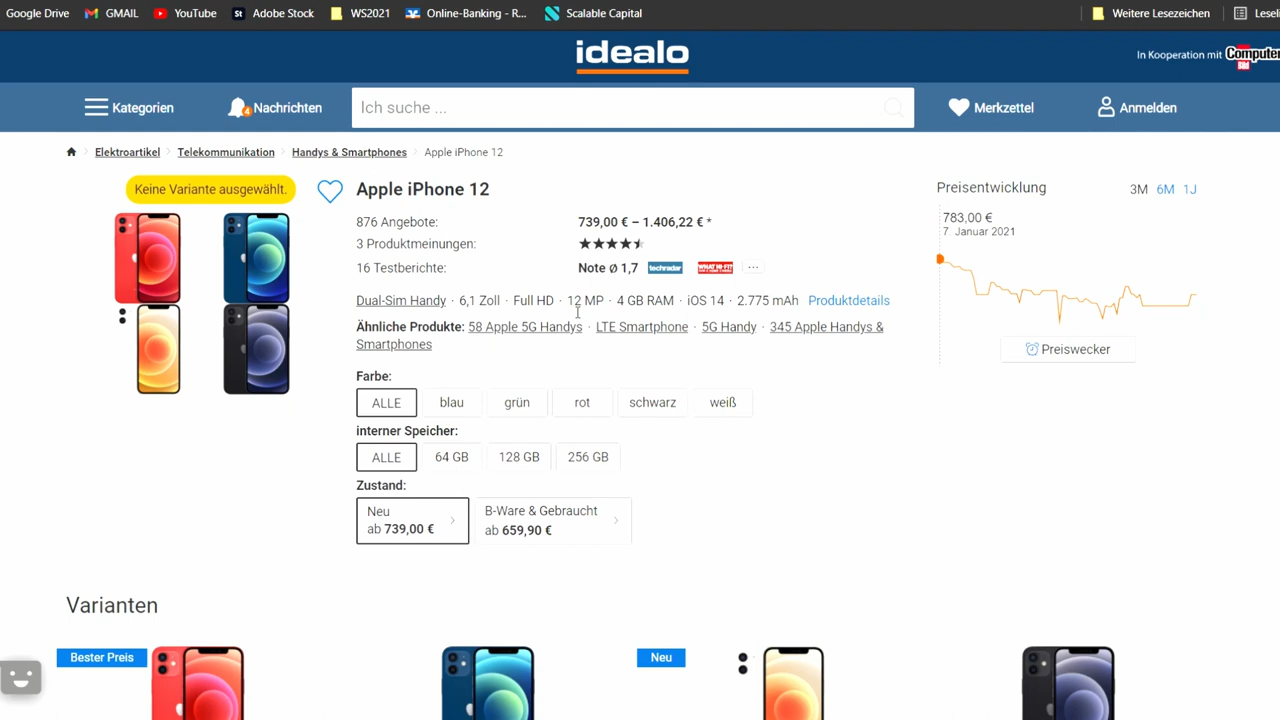 Google Drive GMAIL YouTube St Adobe Stock WS2021 Online-Banking - R... Scalable Capital Weitere Lesezeichen
idealo
In Kooperation mit
Kategorien 4 Nachrichten Ich suche ... Merkzettel Anmelden
Elektroartikel Telekommunikation Handys & Smartphones Apple iPhone 12
Keine Variante ausgewählt.
Apple iPhone 12
876 Angebote: 739,00 € – 1.406,22 € *
3 Produktmeinungen:
16 Testberichte: Note ø 1,7 techradar WHAT HI-FI? ...
Dual-Sim Handy · 6,1 Zoll · Full HD · 12 MP · 4 GB RAM · iOS 14 · 2.775 mAh Produktdetails
Ähnliche Produkte: 58 Apple 5G Handys · LTE Smartphone · 5G Handy · 345 Apple Handys &
Smartphones
Farbe:
ALLE blau grün rot schwarz weiß
interner Speicher:
ALLE 64 GB 128 GB 256 GB
Zustand:
Neu
ab 739,00 €
B-Ware & Gebraucht
ab 659,90 €
Preisentwicklung 3M 6M 1J
783,00 €
7 Januar 2021
Preiswecker
Varianten
Bester Preis Neu